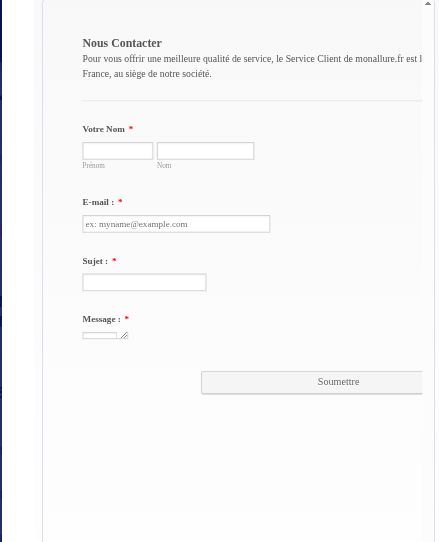 Nous Contacter
Pour vous offrir une meilleure qualité de service, le Service Client de monallure.fr est
France, au siège de notre société.
Votre Nom *
Prénom Nom
E-mail : *
ex: myname@example.com
Sujet : *
Message : *
Soumettre